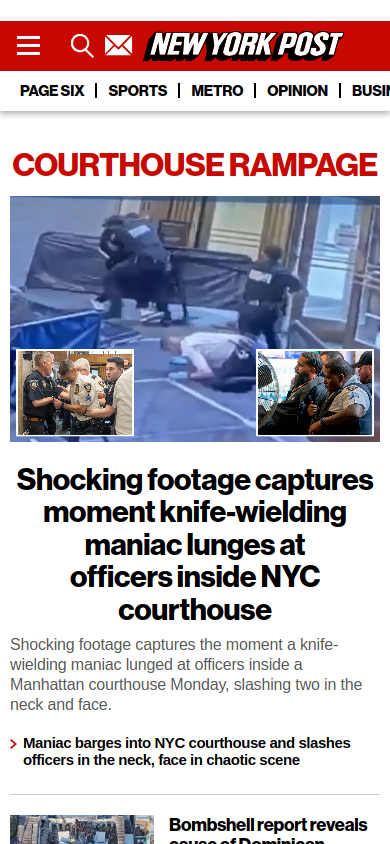 NEW YORK POST
PAGE SIX
SPORTS
METRO
OPINION
BUSIN
COURTHOUSE RAMPAGE
Shocking footage captures
moment knife-wielding
maniac lunges at
officers inside NYC
courthouse
Shocking footage captures the moment a knife-
wielding maniac lunged at officers inside a
Manhattan courthouse Monday, slashing two in the
neck and face.
Maniac barges into NYC courthouse and slashes
officers in the neck, face in chaotic scene
Bombshell report reveals
cause of Dominican